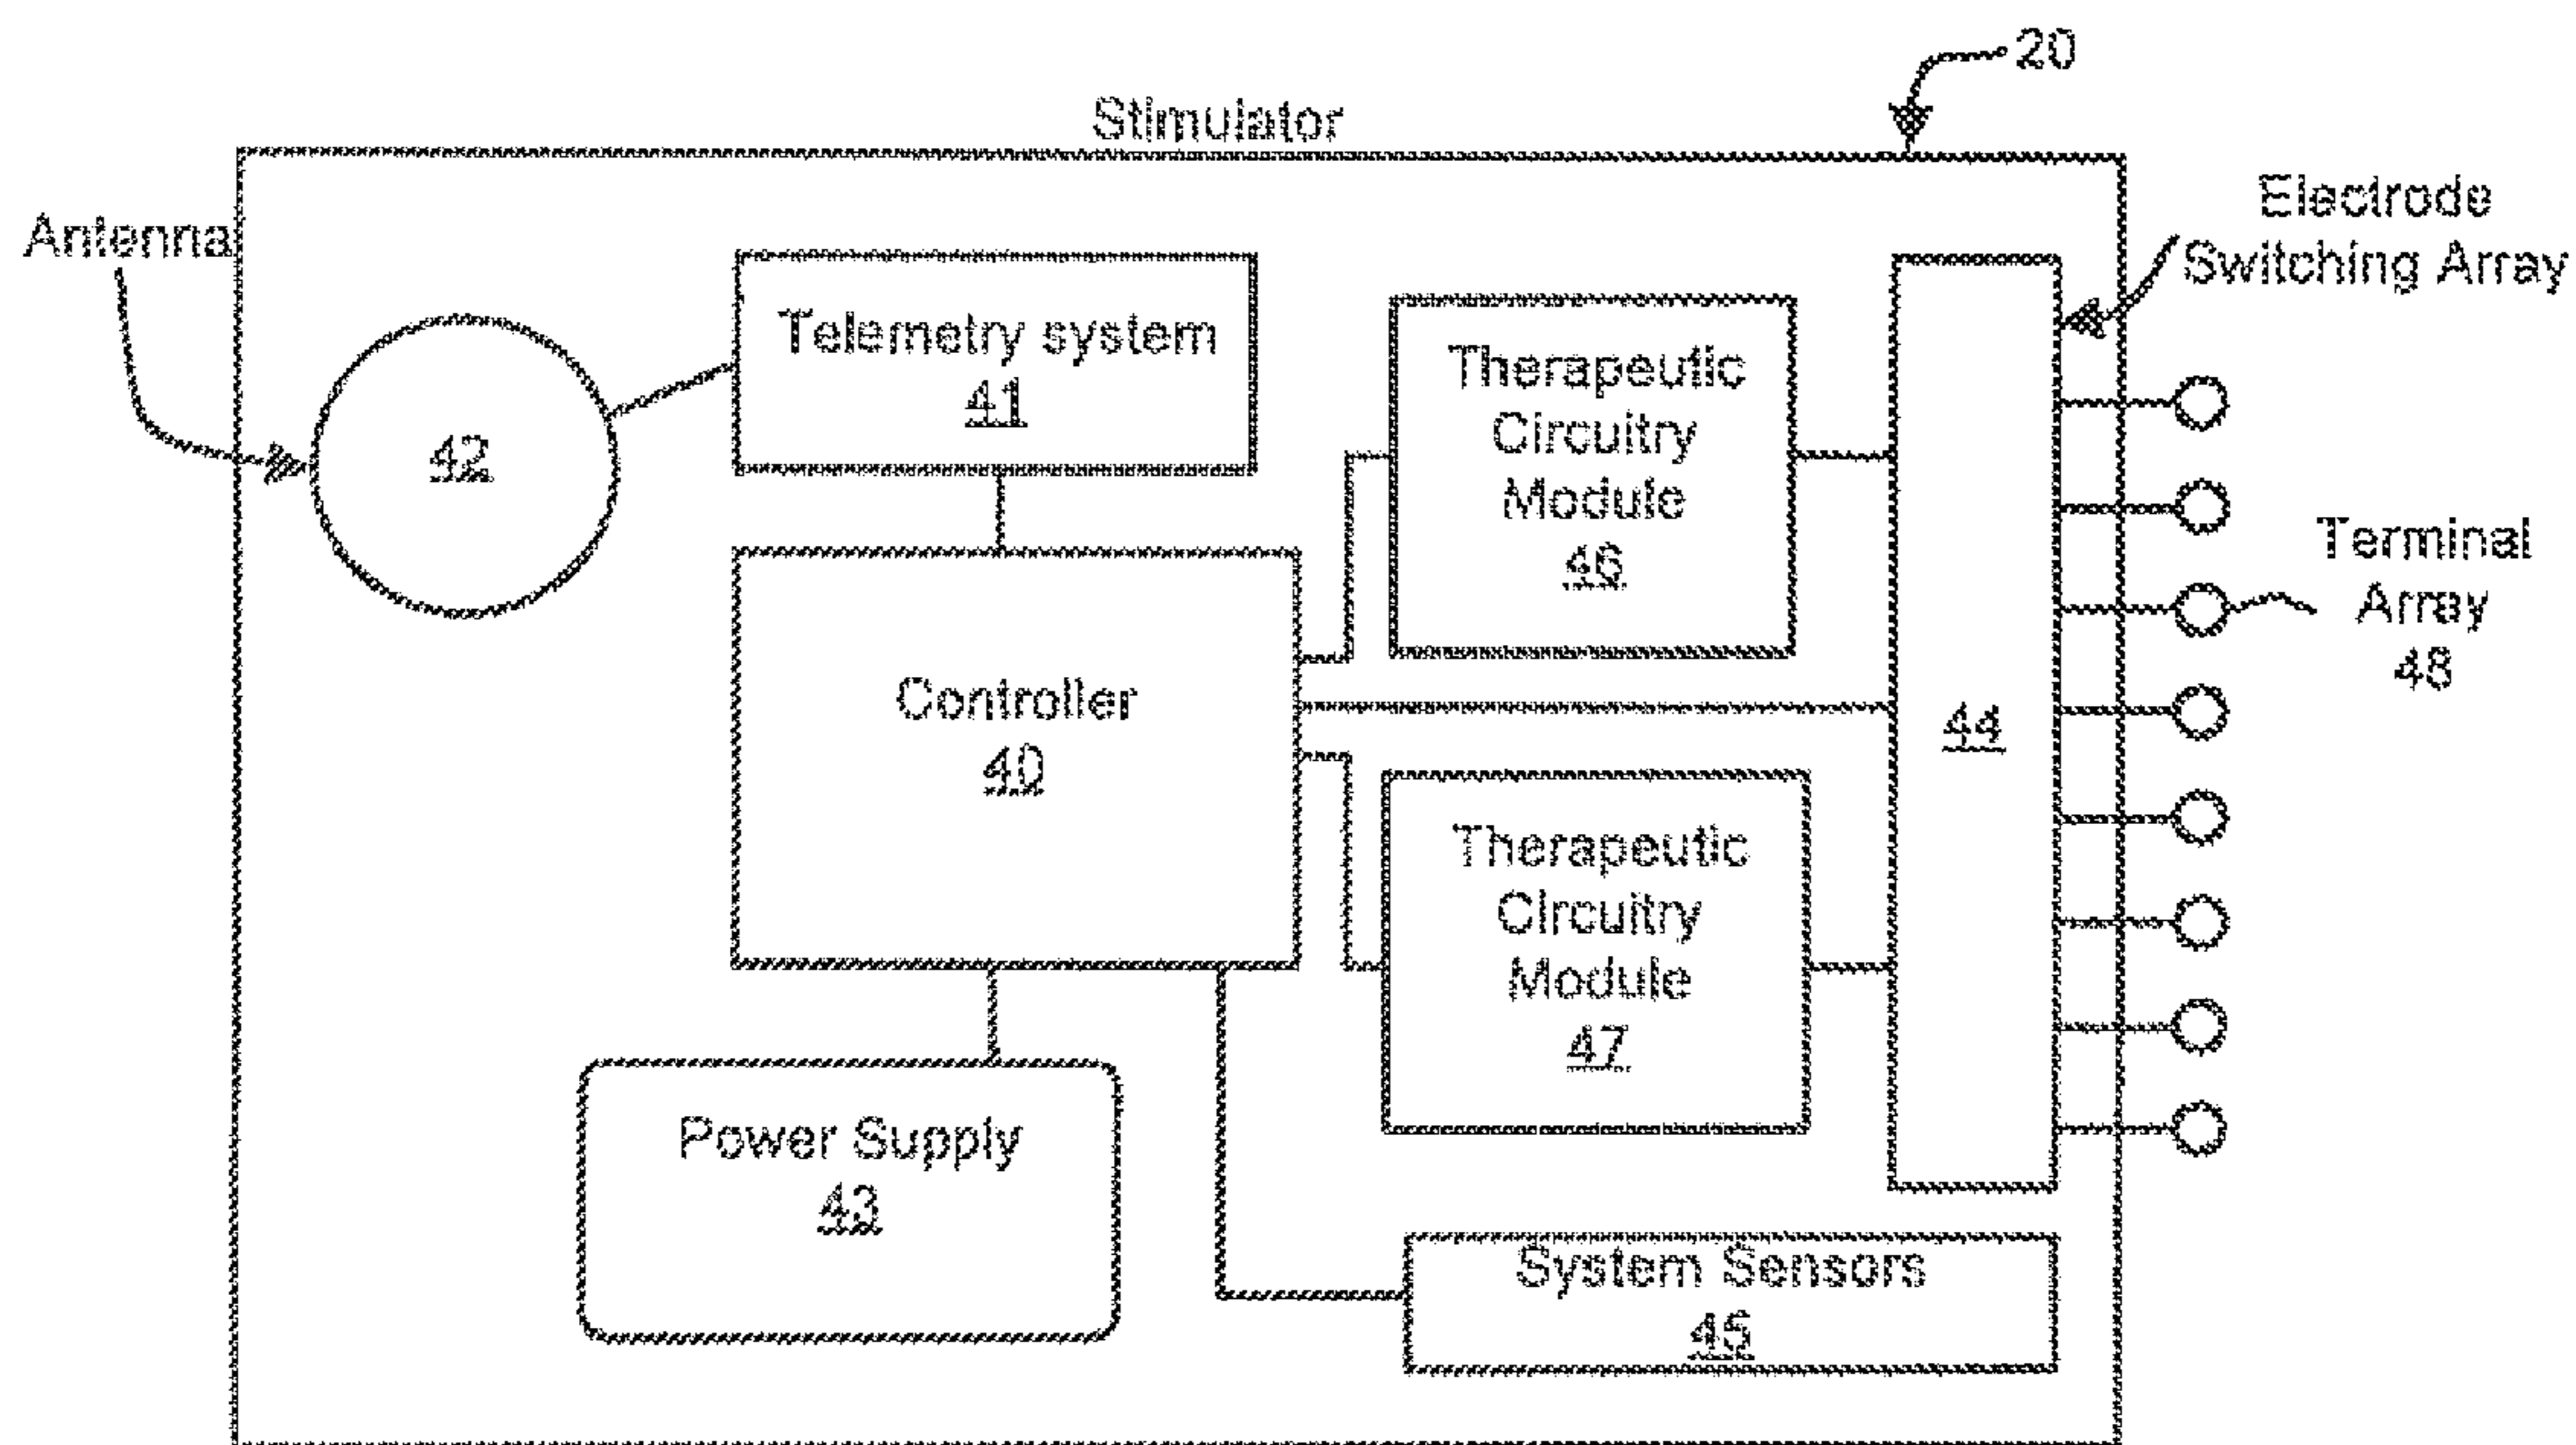 20
Stimulator
Electrode
Switching Array
Antenna
Telemetry system
41
42
Therapeutic
Circuitry
Module
46
Terminal
Array
48
Controller
40
44
Therapeutic
Circuitry
Module
47
Power Supply
43
System Sensors
45